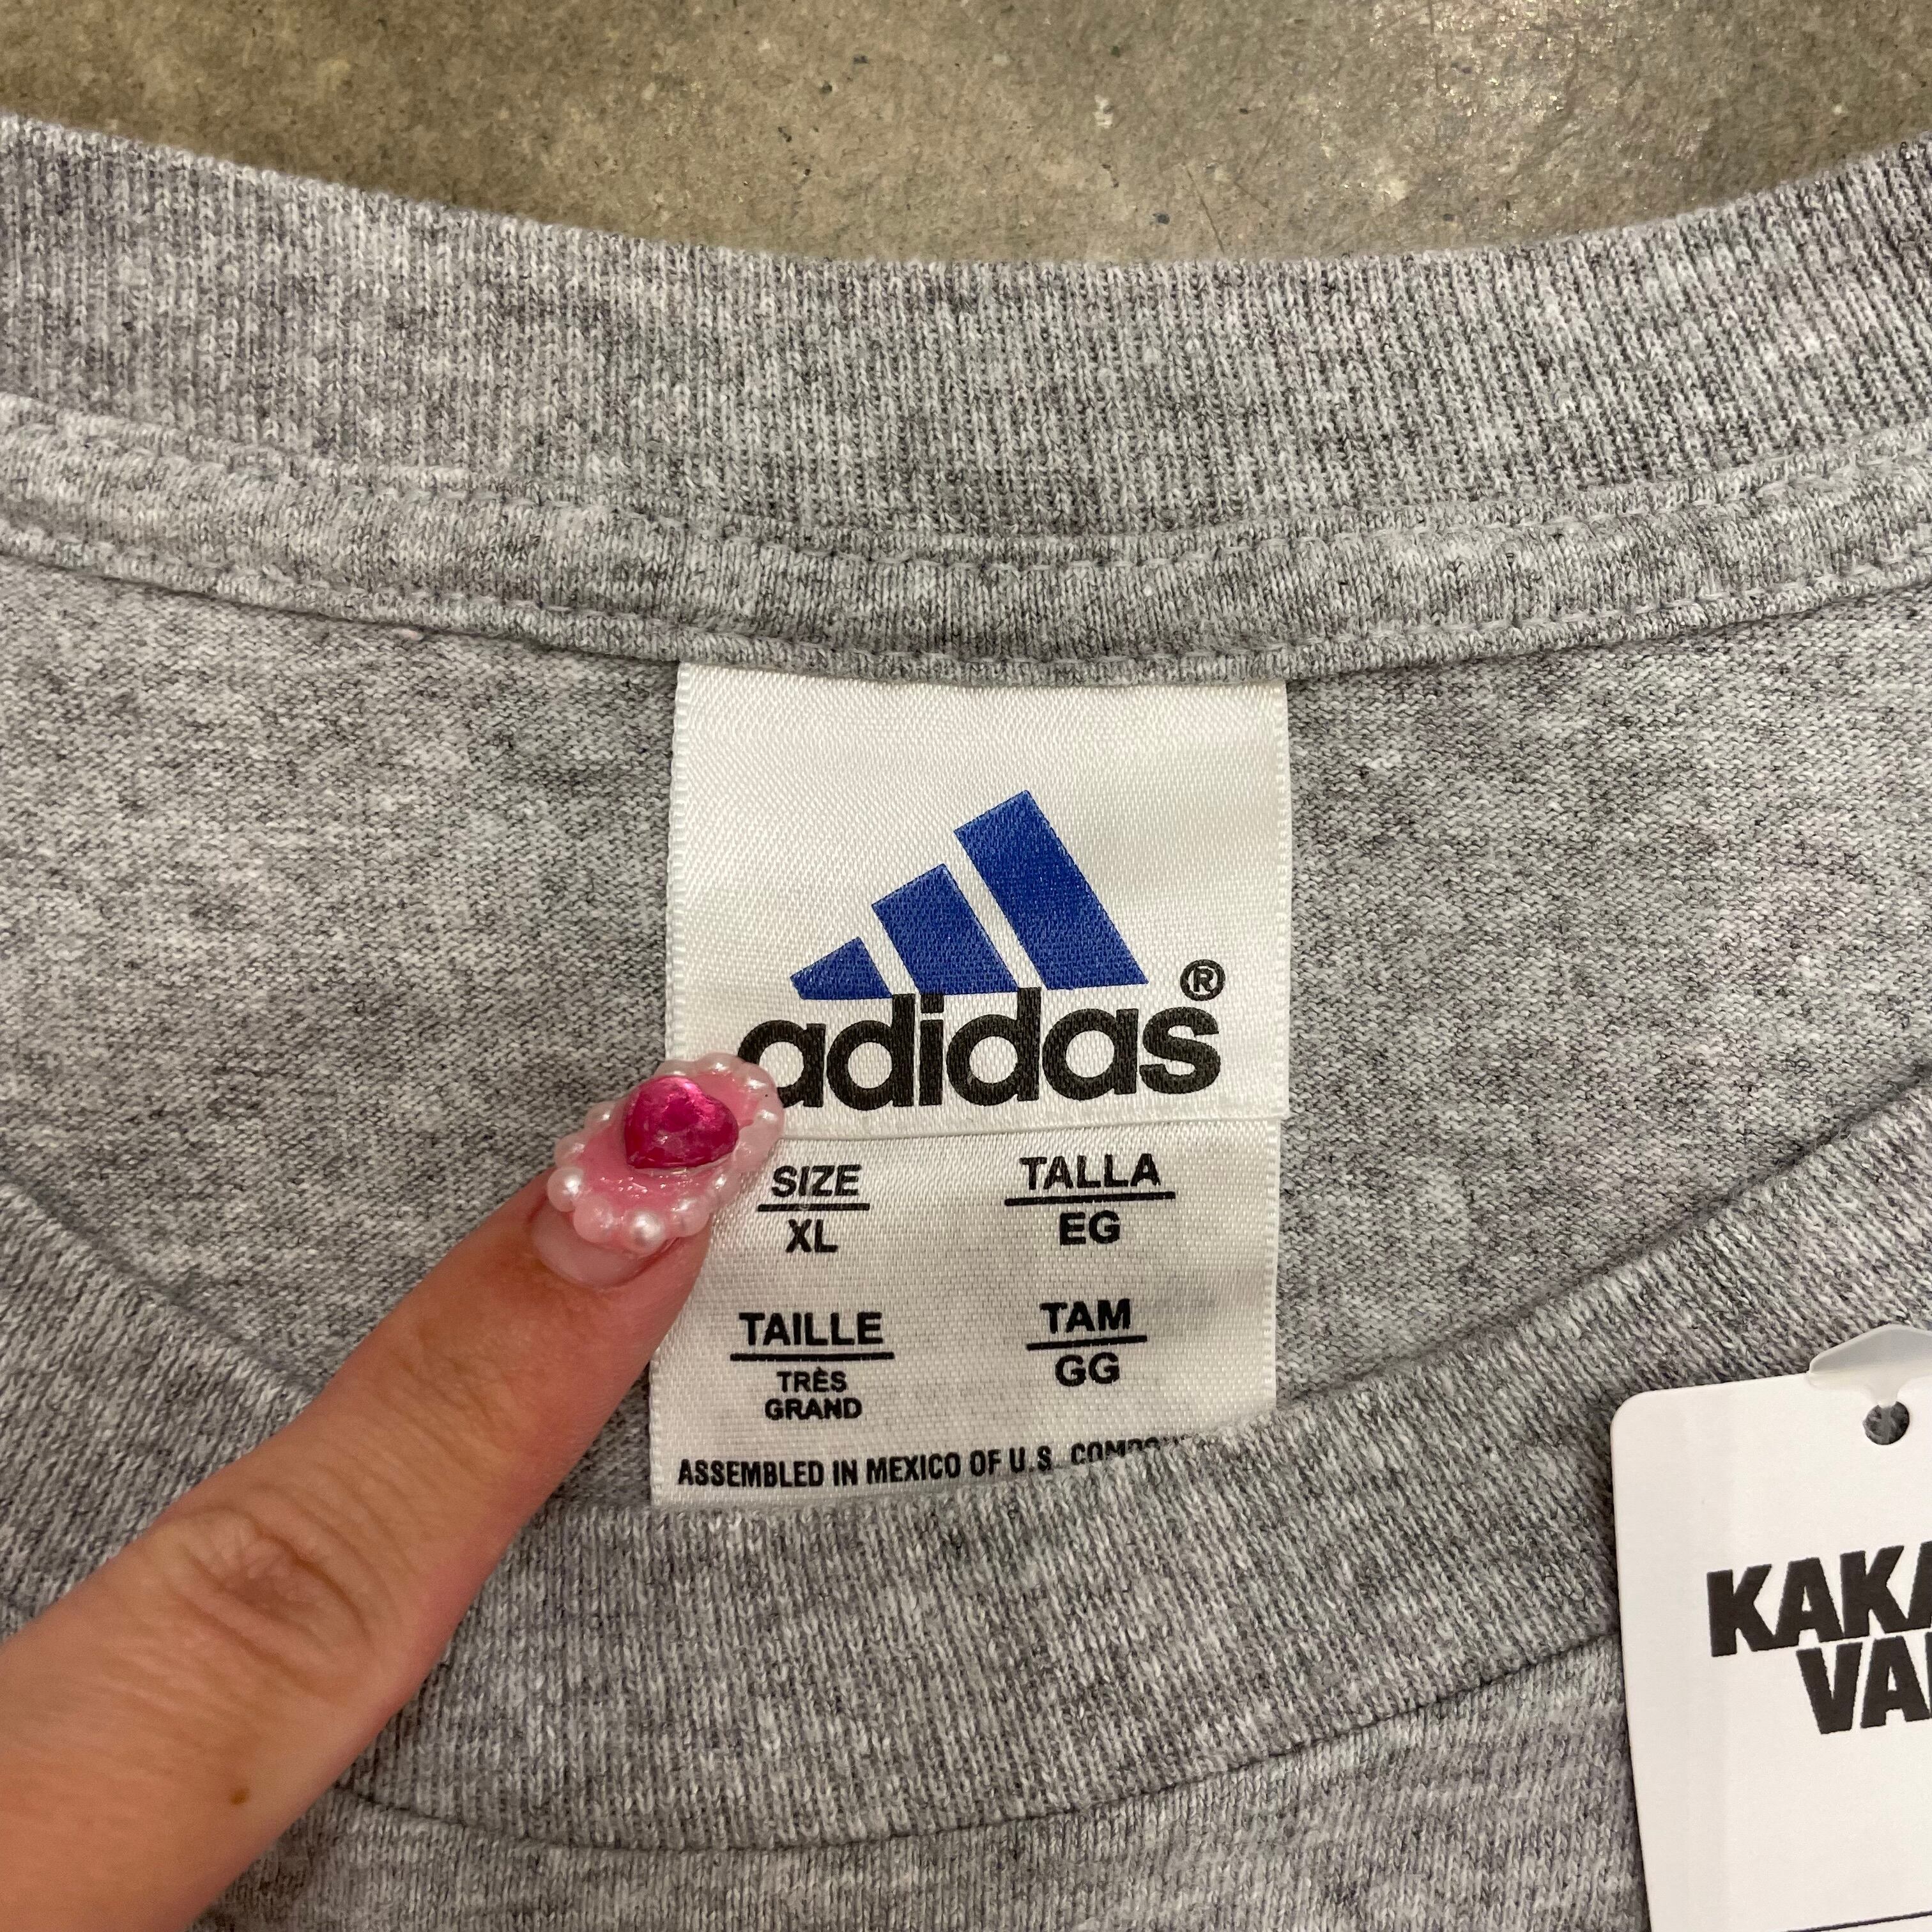 adidas®
SIZE
XL
TALLA
EG
TAILLE
TRÈS
GRAND
TAM
GG
ASSEMBLED IN MEXICO OF U.S.